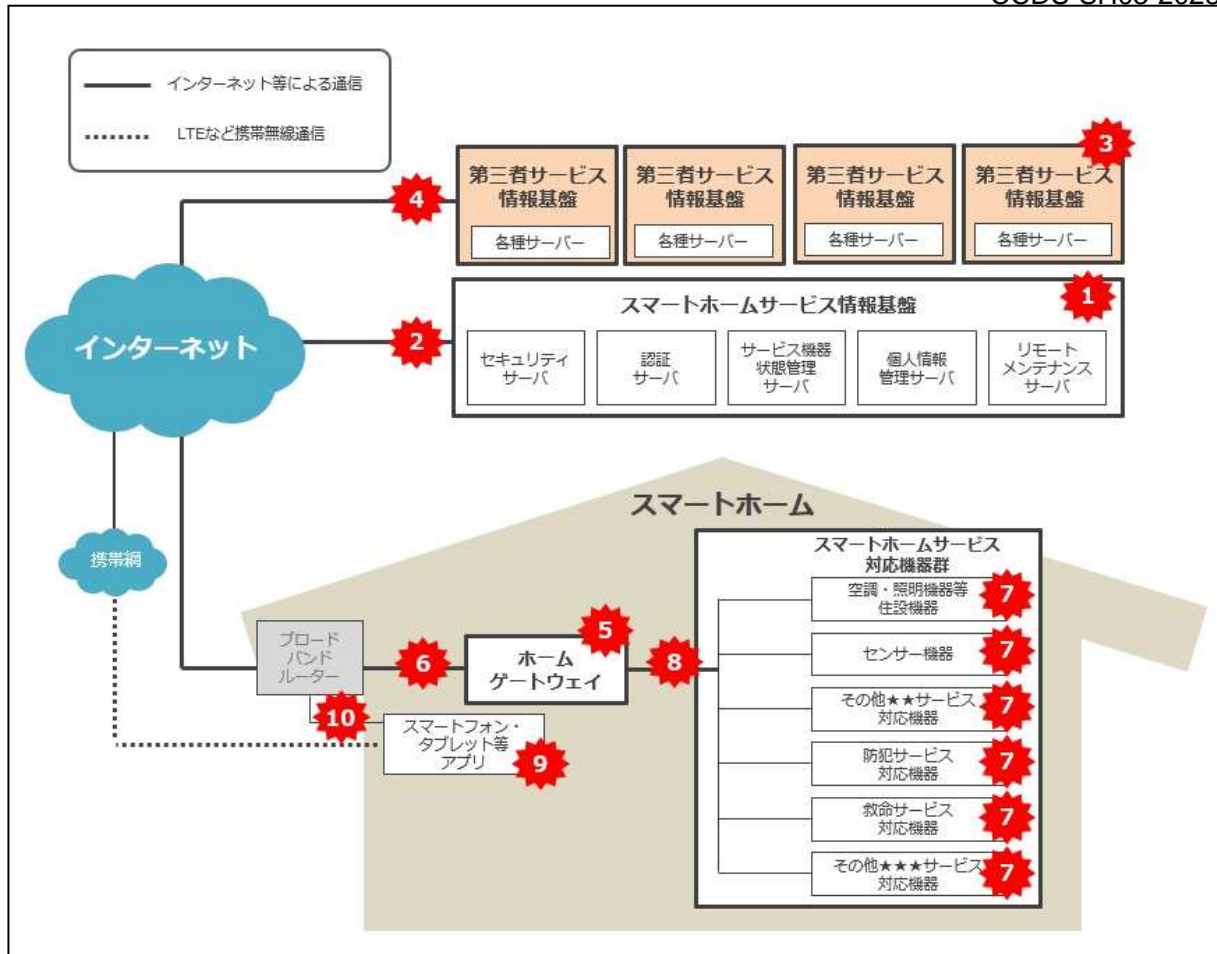 インターネット等による通信
LTEなど携帯無線通信
第三者サービス
情報基盤
各種サーバー
第三者サービス
情報基盤
各種サーバー
第三者サービス
情報基盤
各種サーバー
第三者サービス
情報基盤
各種サーバー
3
4
インターネット
2
スマートホームサービス情報基盤
1
セキュリティ
サーバ
認証
サーバ
サービス機器
状態管理
サーバ
個人情報
管理サーバ
リモート
メンテナンス
サーバ
携帯網
スマートホーム
ブロード
バンド
ルーター
6
ホーム
ゲートウェイ
5
8
10
スマートフォン・
タブレット等
アプリ
9
スマートホームサービス
対応機器群
空調・照明機器等
住設機器
7
センサー機器
7
その他★★サービス
対応機器
7
防犯サービス
対応機器
7
救命サービス
対応機器
7
その他★★★サービス
対応機器
7